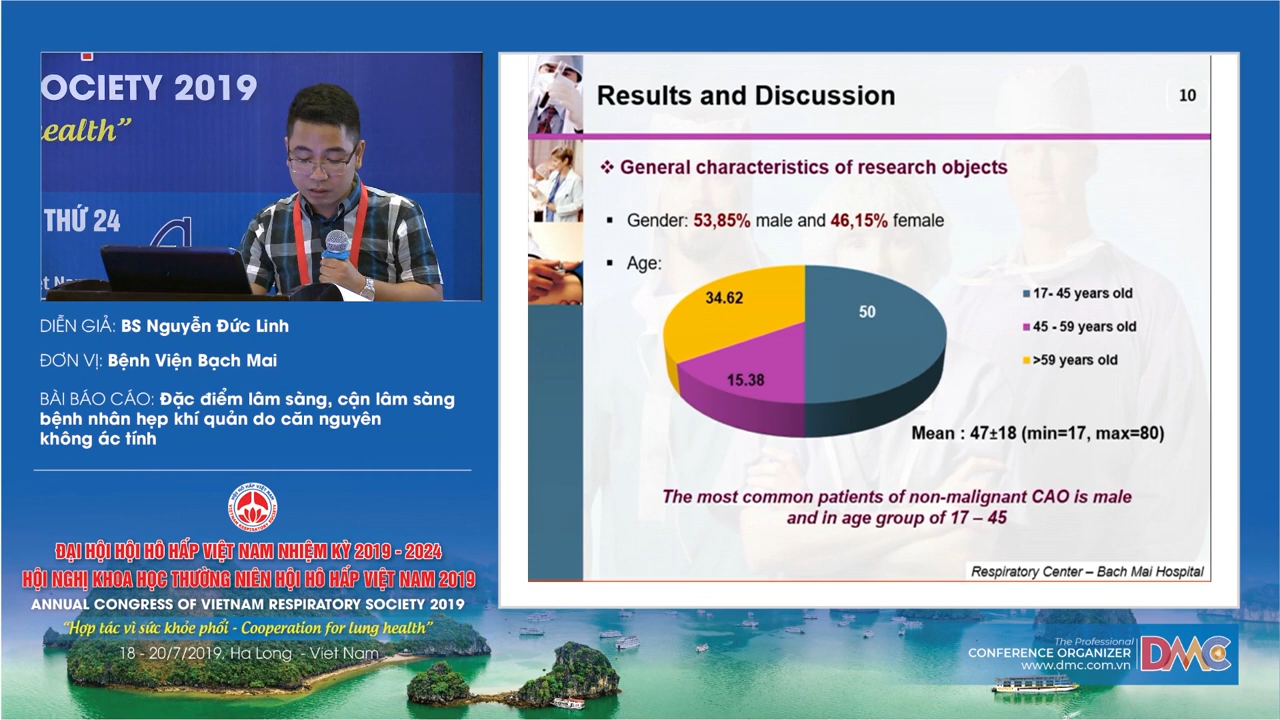 OCIETY 2019
ealth”
THỨ 24
DIỄN GIẢ: BS Nguyễn Đức Linh
ĐƠN VỊ: Bệnh Viện Bạch Mai
BÀI BÁO CÁO: Đặc điểm lâm sàng, cận lâm sàng
bệnh nhân hẹp khí quản do căn nguyên
không ác tính
HỘI HÔ HẤP VIỆT NAM
VIETNAM RESPIRATORY SOCIETY
ĐẠI HỘI HỘI HÔ HẤP VIỆT NAM NHIỆM KỲ 2019 - 2024
HỘI NGHỊ KHOA HỌC THƯỜNG NIÊN HỘI HÔ HẤP VIỆT NAM 2019
ANNUAL CONGRESS OF VIETNAM RESPIRATORY SOCIETY 2019
“Hợp tác vì sức khỏe phổi - Cooperation for lung health”
18 - 20/7/2019, Ha Long - Viet Nam
Results and Discussion
10
❖ General characteristics of research objects
▪ Gender: 53,85% male and 46,15% female
▪ Age:
34.62
50
15.38
17- 45 years old
45 - 59 years old
>59 years old
Mean : 47±18 (min=17, max=80)
The most common patients of non-malignant CAO is male
and in age group of 17 – 45
Respiratory Center – Bach Mai Hospital
The Professional
CONFERENCE ORGANIZER
www.dmc.com.vn
DMC